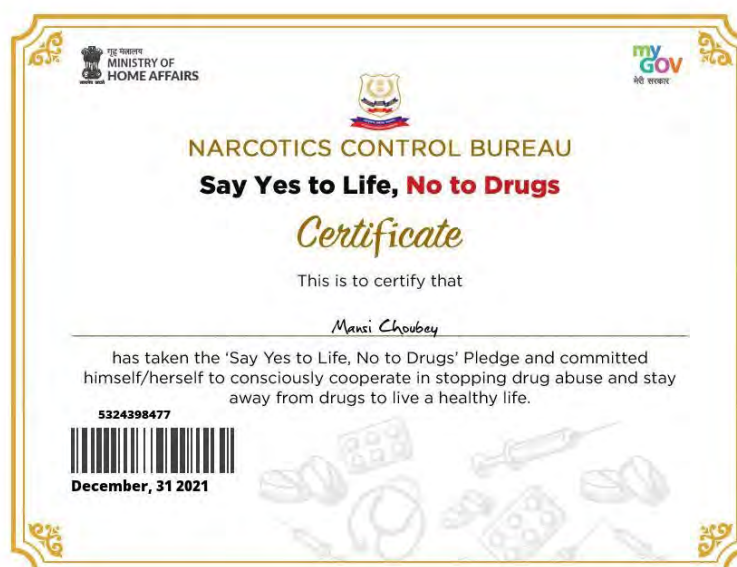 गृह मंत्रालय
MINISTRY OF
HOME AFFAIRS
my
GOV
मेरी सरकार
NARCOTICS CONTROL BUREAU
Say Yes to Life, No to Drugs
Certificate
This is to certify that
Mansi Choubey
has taken the 'Say Yes to Life, No to Drugs' Pledge and committed
himself/herself to consciously cooperate in stopping drug abuse and stay
away from drugs to live a healthy life.
5324398477
December, 31 2021